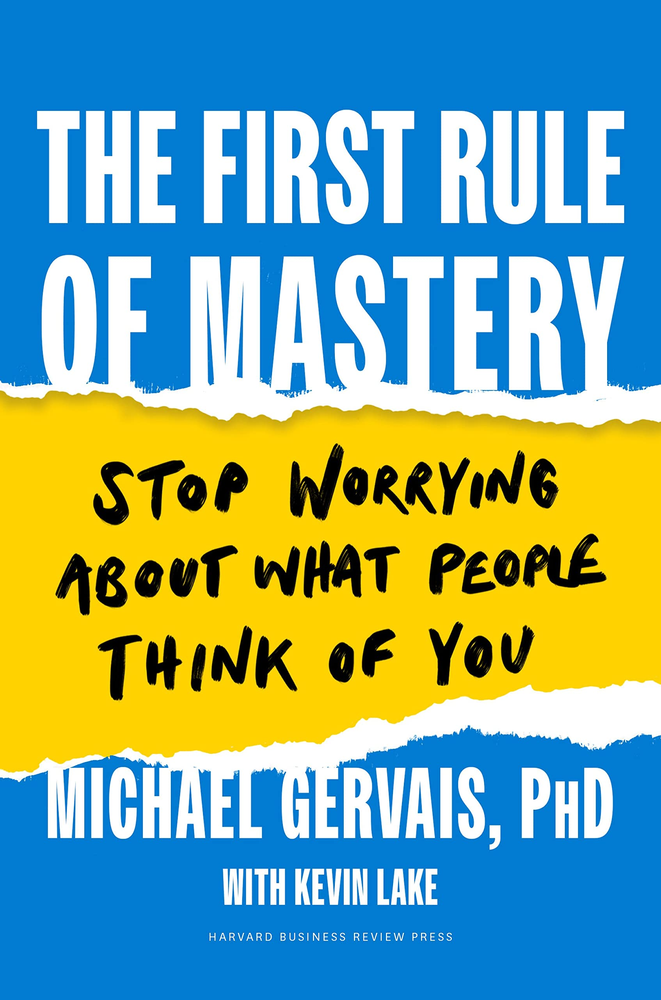 THE FIRST RULE
OF MASTERY
STOP WORRYING
ABOUT WHAT PEOPLE
THINK OF YOU
MICHAEL GERVAIS, PHD
WITH KEVIN LAKE
HARVARD BUSINESS REVIEW PRESS